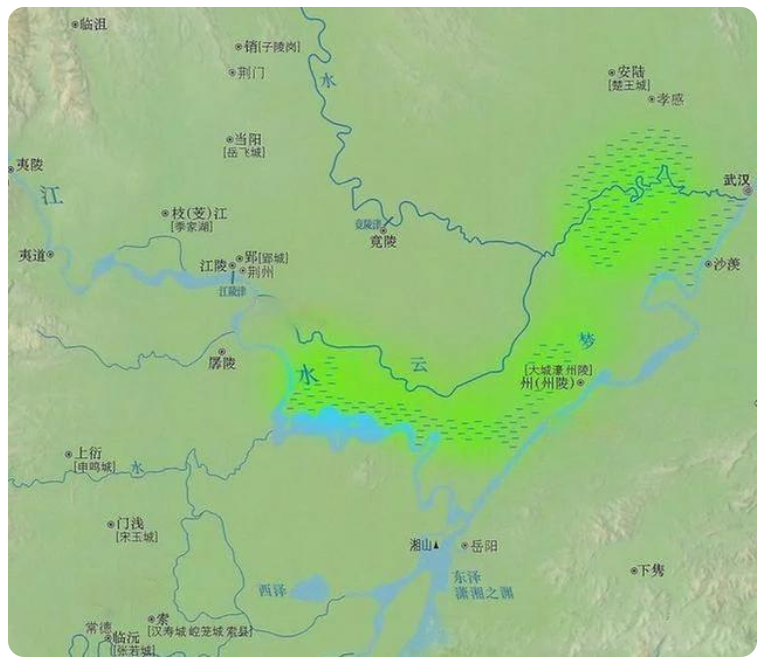 临沮
销[子陵岗]
荆门
水
安陆
[楚王城]
孝感
当阳
[岳飞城]
夷陵
江
武汉
枝(芰)江
[季家湖]
竟陵津
竟陵
夷道
郢[郢城]
江陵
荆州
江陵津
沙羡
梦
孱陵
云
水
[大城濠 州陵]
州(州陵)
上衍
[申鸣城]
水
门浅
[宋玉城]
湘山
岳阳
下隽
东泽
西泽
潇湘之渊
索
[汉寿城 崆笼城 索县]
常德
临沅
[张若城]